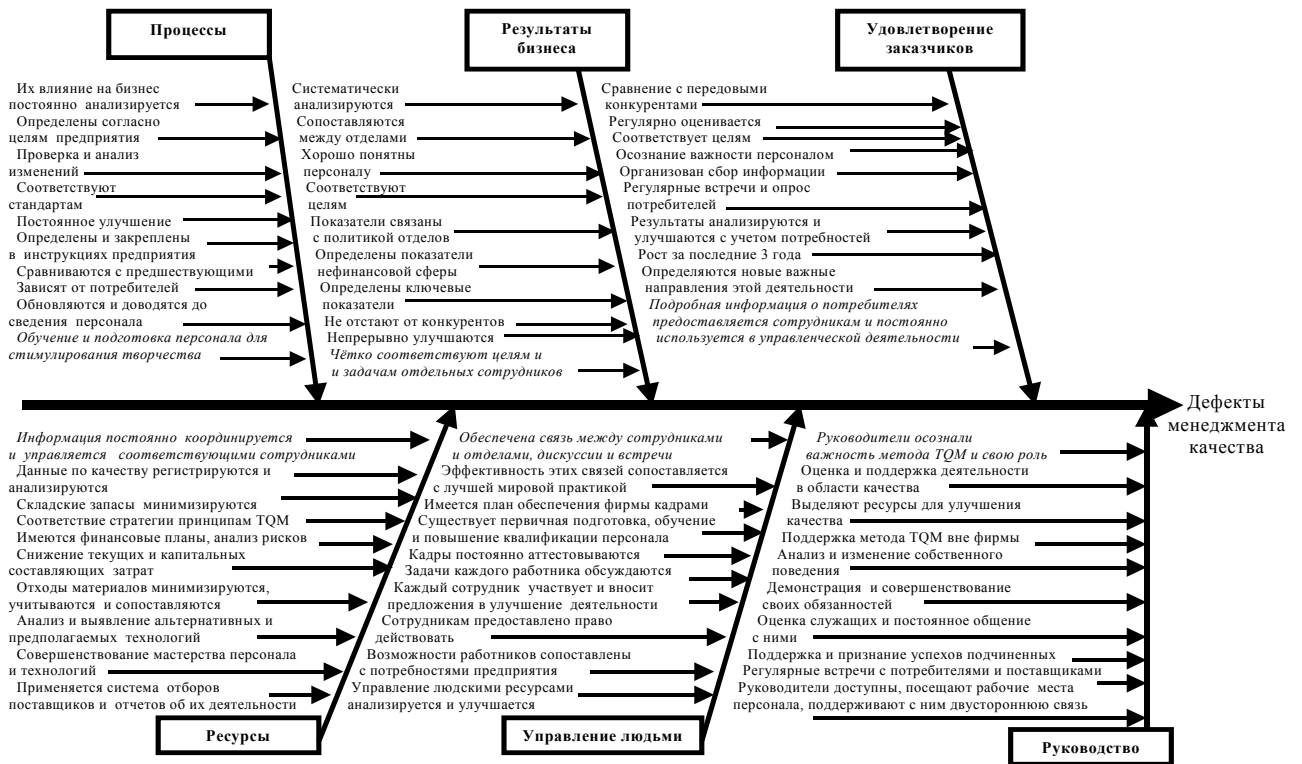 Процессы
Результаты
бизнеса
Удовлетворение
заказчиков
Их влияние на бизнес
постоянно анализируется
Определены согласно
целям предприятия
Проверка и анализ
изменений
Соответствуют
стандартам
Постоянное улучшение
Определены и закреплены
в инструкциях предприятия
Сравниваются с предшествующими
Зависят от потребителей
Обновляются и доводятся до
сведения персонала
Обучение и подготовка персонала для
стимулирования творчества
Систематически
анализируются
Сопоставляются
между отделами
Хорошо понятны
персоналу
Соответствуют
целям
Показатели связаны
с политикой отделов
Определены показатели
нефинансовой сферы
Определены ключевые
показатели
Не отстают от конкурентов
Непрерывно улучшаются
Чётко соответствуют целям и
и задачам отдельных сотрудников
Сравнение с передовыми
конкурентами
Регулярно оценивается
Соответствует целям
Осознание важности персоналом
Организован сбор информации
Регулярные встречи и опрос
потребителей
Результаты анализируются и
улучшаются с учетом потребностей
Рост за последние 3 года
Определяются новые важные
направления этой деятельности
Подробная информация о потребителях
предоставляется сотрудникам и постоянно
используется в управленческой деятельности
Дефекты
менеджмента
качества
Информация постоянно координируется
и управляется соответствующими сотрудниками
Данные по качеству регистрируются и
анализируются
Складские запасы минимизируются
Соответствие стратегии принципам TQM
Имеются финансовые планы, анализ рисков
Снижение текущих и капитальных
составляющих затрат
Отходы материалов минимизируются,
учитываются и сопоставляются
Анализ и выявление альтернативных и
предполагаемых технологий
Совершенствование мастерства персонала
и технологий
Применяется система отборов
поставщиков и отчетов об их деятельности
Обеспечена связь между сотрудниками
и отделами, дискуссии и встречи
Эффективность этих связей сопоставляется
с лучшей мировой практикой
Имеется план обеспечения фирмы кадрами
Существует первичная подготовка, обучение
и повышение квалификации персонала
Кадры постоянно аттестовываются
Задачи каждого работника обсуждаются
Каждый сотрудник участвует и вносит
предложения в улучшение деятельности
Сотрудникам предоставлено право
действовать
Возможности работников сопоставлены
с потребностями предприятия
Управление людскими ресурсами
анализируется и улучшается
Руководители осознали
важность метода TQM и свою роль
Оценка и поддержка деятельности
в области качества
Выделяют ресурсы для улучшения
качества
Поддержка метода TQM вне фирмы
Анализ и изменение собственного
поведения
Демонстрация и совершенствование
своих обязанностей
Оценка служащих и постоянное общение
с ними
Поддержка и признание успехов подчиненных
Регулярные встречи с потребителями и поставщиками
Руководители доступны, посещают рабочие места
персонала, поддерживают с ним двустороннюю связь
Ресурсы
Управление людьми
Руководство